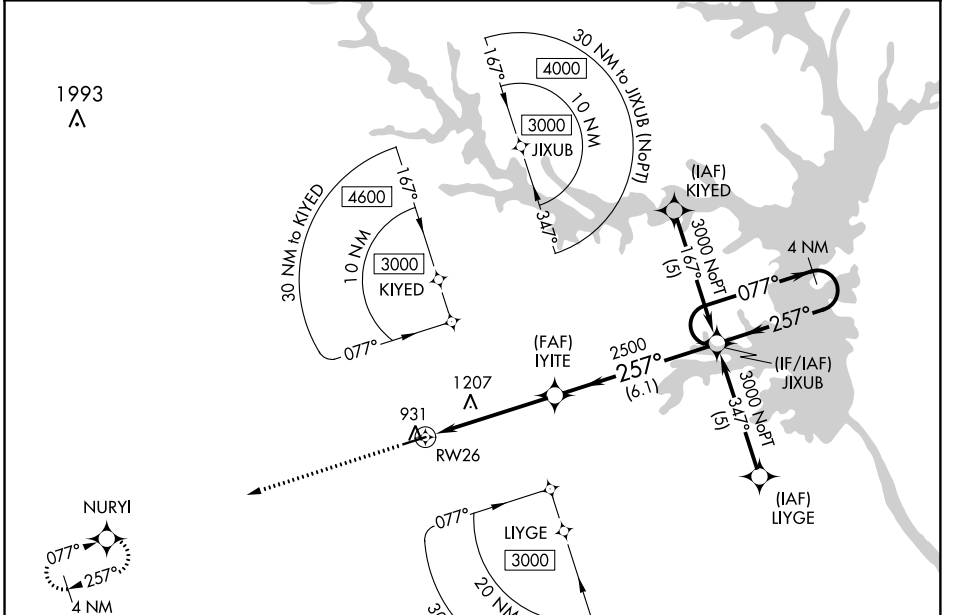 1993
30 NM to JIXUB (NoPT)
4000
167°
10 NM
3000
JIXUB
347°
30 NM to KIYED
4600
167°
10 NM
3000
KIYED
077°
(IAF)
KIYED
3000 NoPT
167°
(5)
4 NM
077°
257°
(IF/IAF)
JIXUB
(FAF)
IYITE
2500
257°
(6.1)
3000 NoPT
347°
(5)
(IAF)
LIYGE
1207
931
RW26
NURYI
077°
257°
4 NM
077°
LIYGE
3000
20 NM